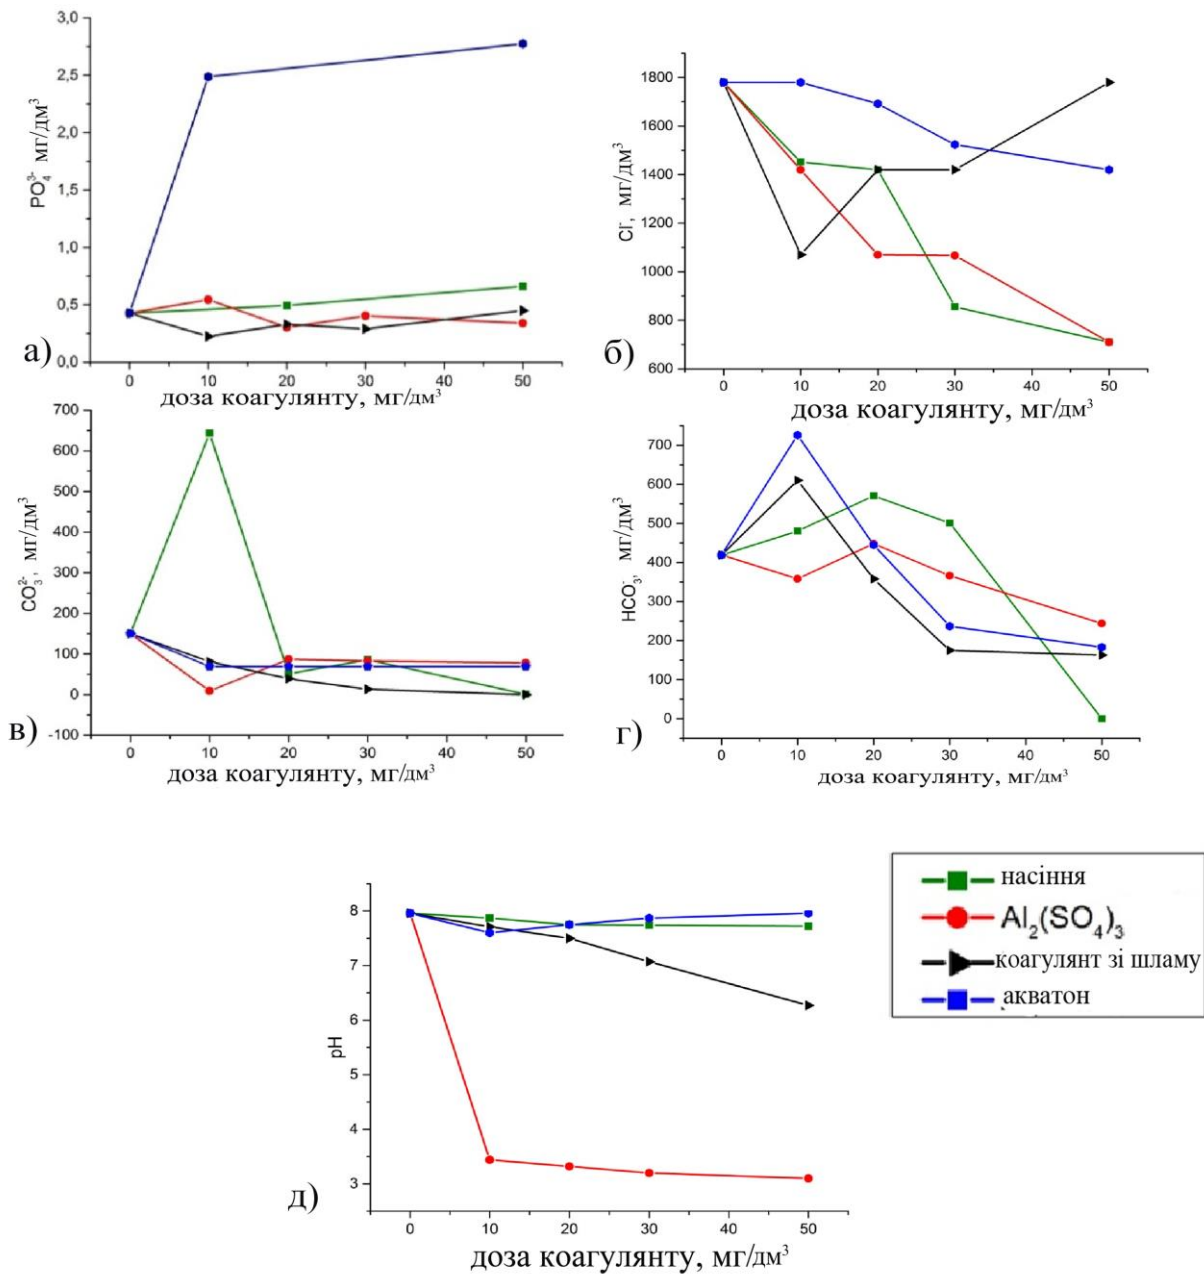 а)
PO₄³⁻ мг/дм³
3,0
2,5
2,0
1,5
1,0
0,5
0,0
0 10 20 30 40 50
доза коагулянту, мг/дм³
б)
Cl⁻, мг/дм³
1800
1600
1400
1200
1000
800
600
0 10 20 30 40 50
доза коагулянту, мг/дм³
в)
CO₃²⁻, мг/дм³
700
600
500
400
300
200
100
0
-100
0 10 20 30 40 50
доза коагулянту, мг/дм³
г)
HCO₃⁻, мг/дм³
700
600
500
400
300
200
100
0
0 10 20 30 40 50
доза коагулянту, мг/дм³
д)
pH
8
7
6
5
4
3
0 10 20 30 40 50
доза коагулянту, мг/дм³
насіння
Al₂(SO₄)₃
коагулянт зі шламу
акватон